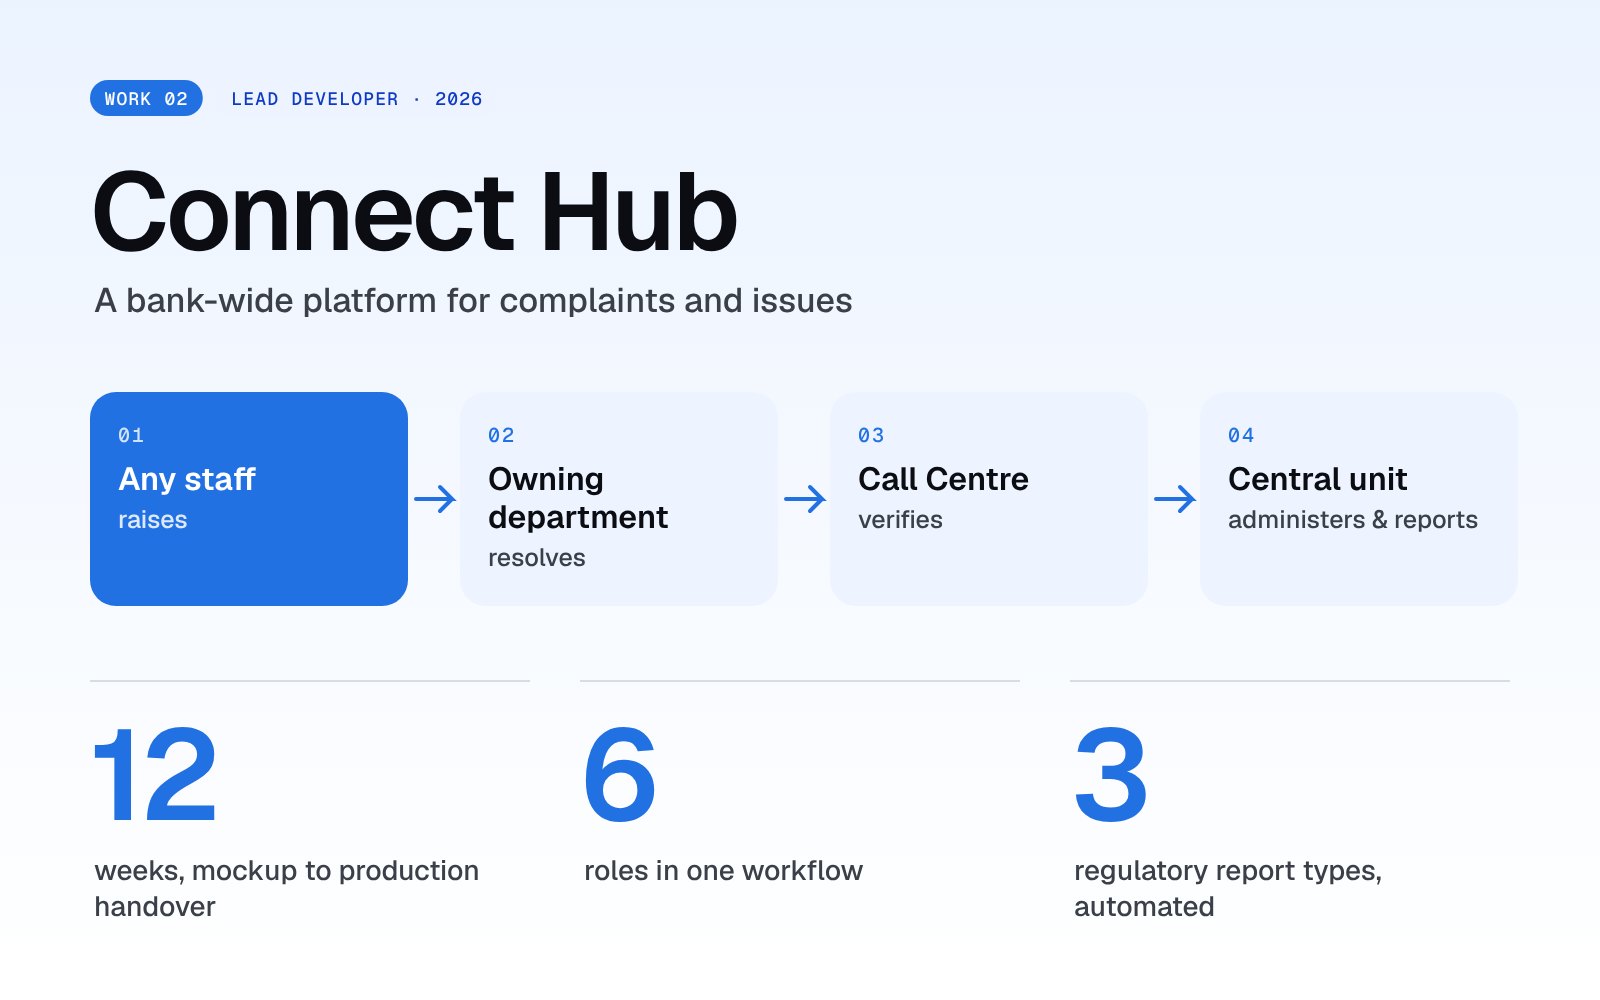 WORK 02
LEAD DEVELOPER · 2026
Connect Hub
A bank-wide platform for complaints and issues
01
Any staff
raises
02
Owning
department
resolves
03
Call Centre
verifies
04
Central unit
administers & reports
12
weeks, mockup to production
handover
6
roles in one workflow
3
regulatory report types,
automated